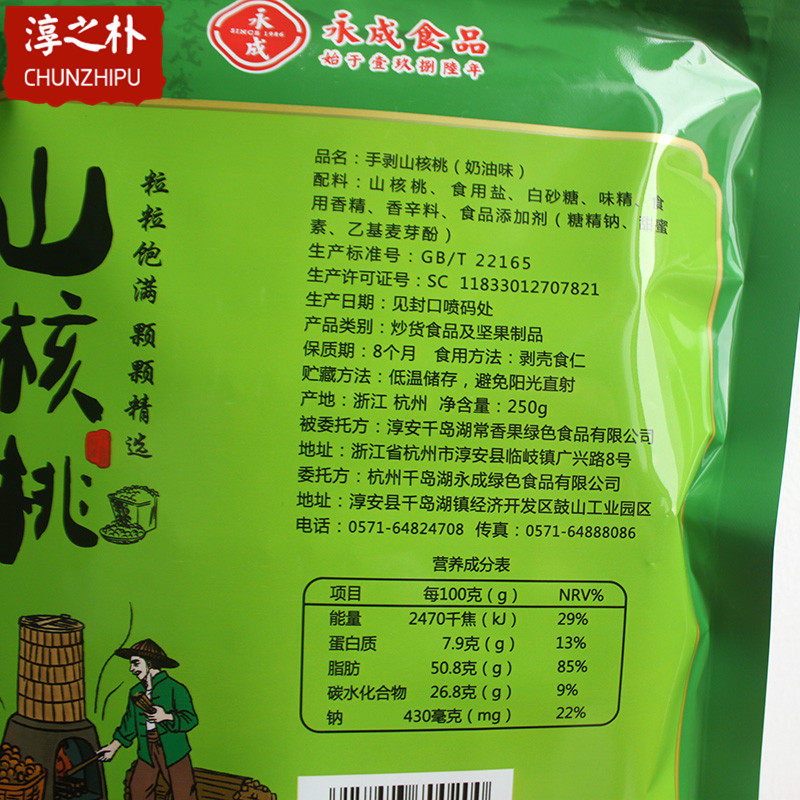 淳之朴
CHUNZHIPU
永成
SINCE 1986
永成食品
始于壹玖捌陸年
山核桃
粒粒饱满 颗颗精选
品名：手剥山核桃（奶油味）
配料：山核桃、食用盐、白砂糖、味精、食
用香精、香辛料、食品添加剂（糖精钠、甜蜜
素、乙基麦芽酚）
生产标准号：GB/T 22165
生产许可证号：SC 11833012707821
生产日期：见封口喷码处
产品类别：炒货食品及坚果制品
保质期：8个月 食用方法：剥壳食仁
贮藏方法：低温储存，避免阳光直射
产地：浙江 杭州 净含量：250g
被委托方：淳安千岛湖常香果绿色食品有限公司
地址：浙江省杭州市淳安县临岐镇广兴路8号
委托方：杭州千岛湖永成绿色食品有限公司
地址：淳安县千岛湖镇经济开发区鼓山工业园区
电话：0571-64824708 传真：0571-64888086
营养成分表
项目 每100克（g） NRV%
能量 2470千焦（kJ） 29%
蛋白质 7.9克（g） 13%
脂肪 50.8克（g） 85%
碳水化合物 26.8克（g） 9%
钠 430毫克（mg） 22%